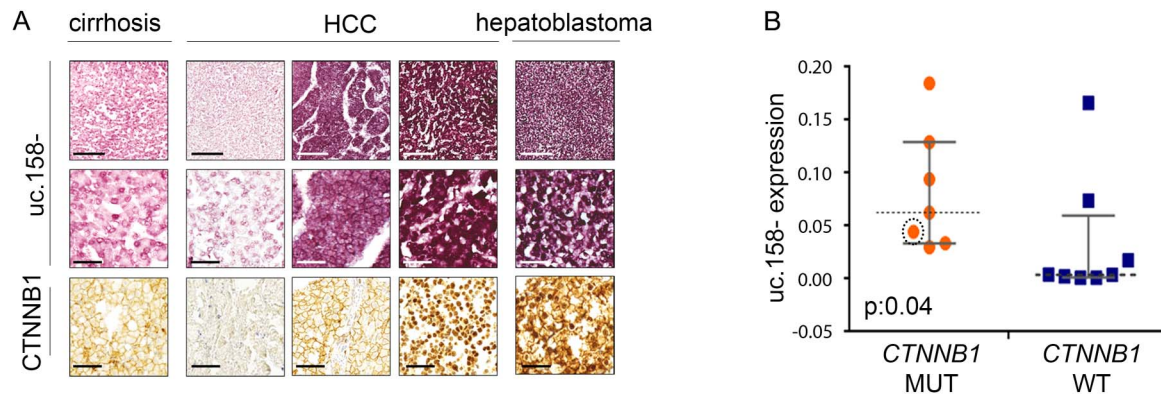 A
cirrhosis
HCC
hepatoblastoma
uc.158-
CTNNB1
B
uc.158- expression
0.20
0.15
0.10
0.05
0.00
-0.05
p:0.04
CTNNB1
MUT
CTNNB1
WT